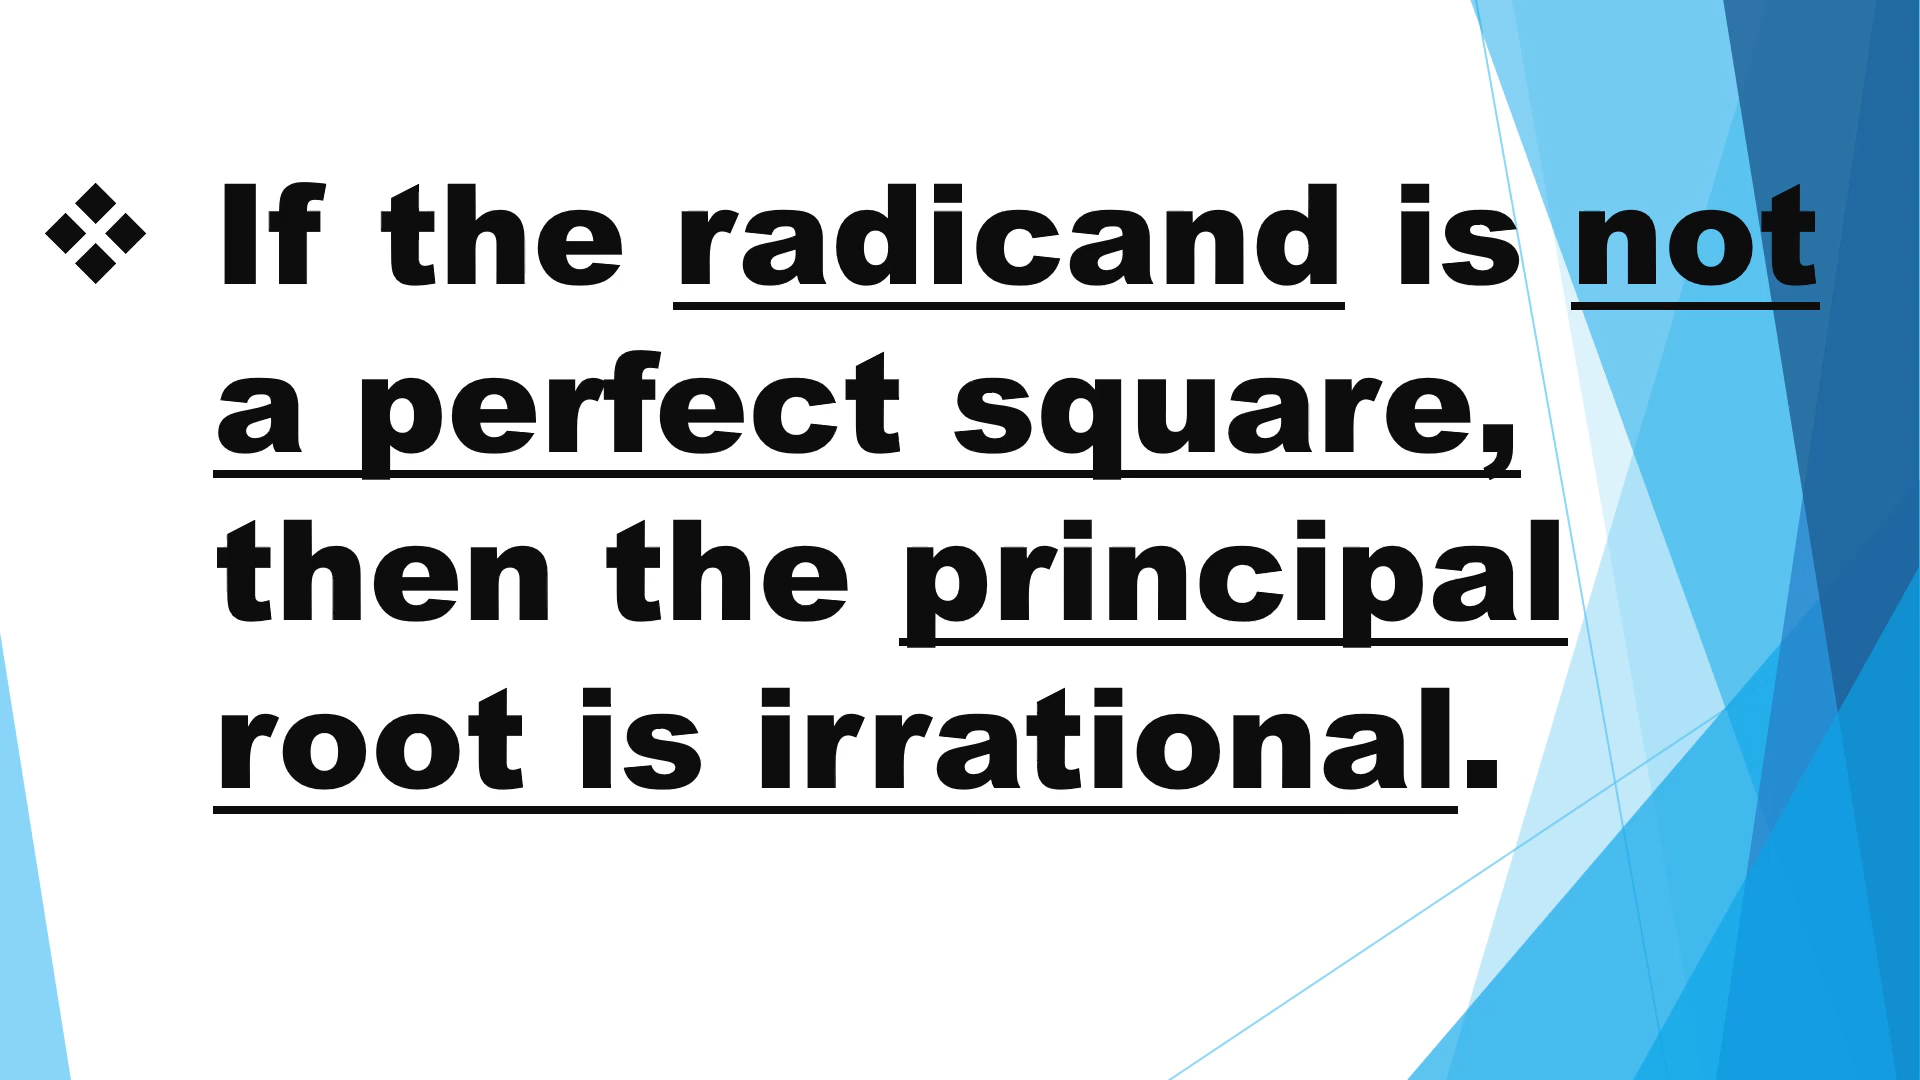 ❖ If the radicand is not
a perfect square,
then the principal
root is irrational.